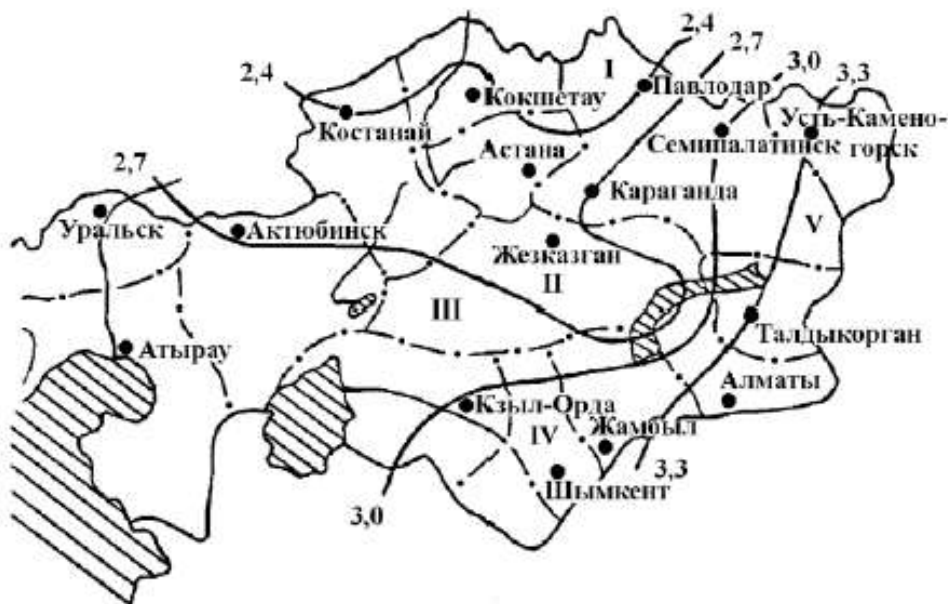 2,4
2,7
3,0
I
2,4
3,3
Павлодар
Кокшетау
Костанай
Усть-Камено-
Семипалатинск
горск
Астана
2,7
Караганда
Уральск
Актюбинск
V
Жезказган
II
III
Талдыкорган
Атырау
Алматы
Кзыл-Орда
Жамбыл
IV
3,3
Шымкент
3,0